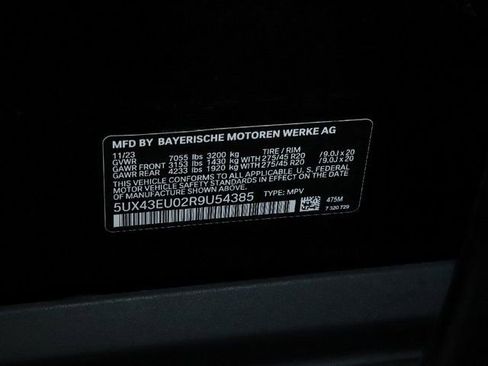 MFD BY BAYERISCHE MOTOREN WERKE AG
11/23 TIRE / RIM
GVWR 7055 lbs 3200 kg
GAWR FRONT 3153 lbs 1430 kg WITH 275/45 R20 /9.0J x 20
GAWR REAR 4233 lbs 1920 kg WITH 275/45 R20 /9.0J x 20
THIS VEHICLE CONFORMS TO ALL APPLICABLE U. S. FEDERAL
MOTOR VEHICLE SAFETY STANDARDS IN EFFECT ON THE DATE OF
MANUFACTURE SHOWN ABOVE.
5UX43EU02R9U54385 TYPE: MPV
475M
7 320 729